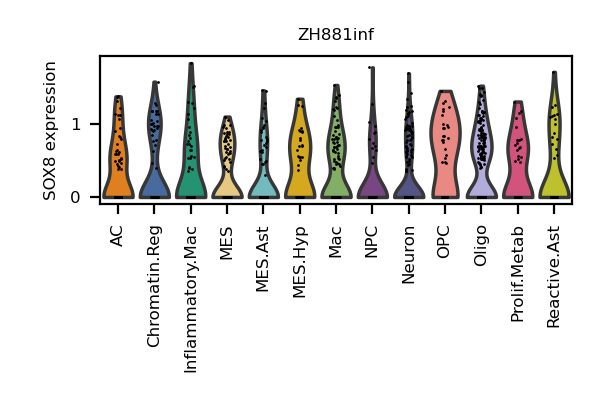 ZH881inf
SOX8 expression
1
0
AC
Chromatin.Reg
Inflammatory.Mac
MES
MES.Ast
MES.Hyp
Mac
NPC
Neuron
OPC
Oligo
Prolif.Metab
Reactive.Ast